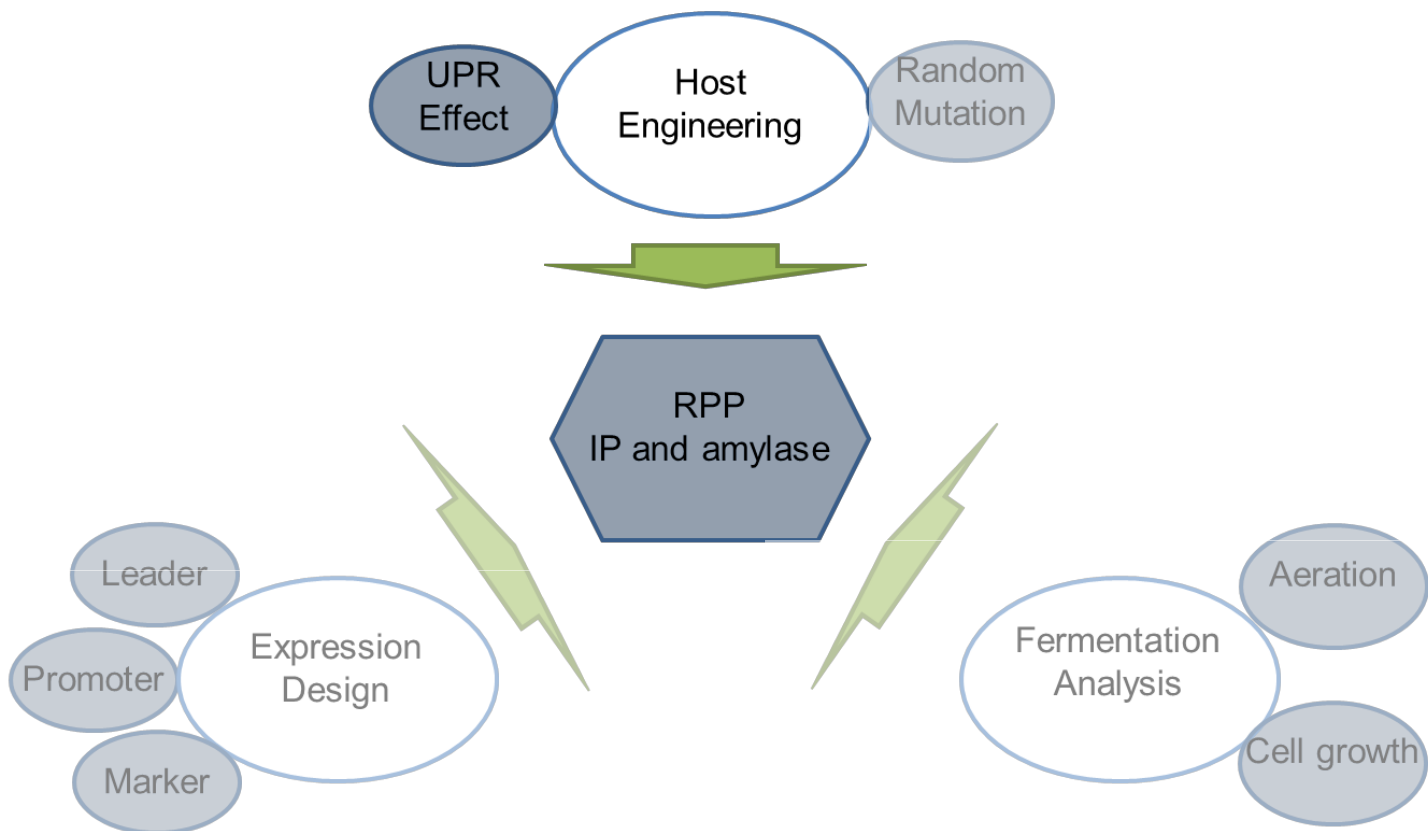 UPR
Effect
Host
Engineering
Random
Mutation
RPP
IP and amylase
Leader
Promoter
Marker
Expression
Design
Fermentation
Analysis
Aeration
Cell growth